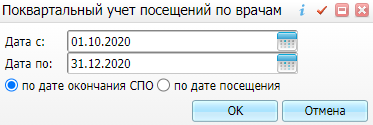 Поквартальный учет посещений по врачам
Дата с: 01.10.2020
Дата по: 31.12.2020
по дате окончания СПО по дате посещения
OK Отмена